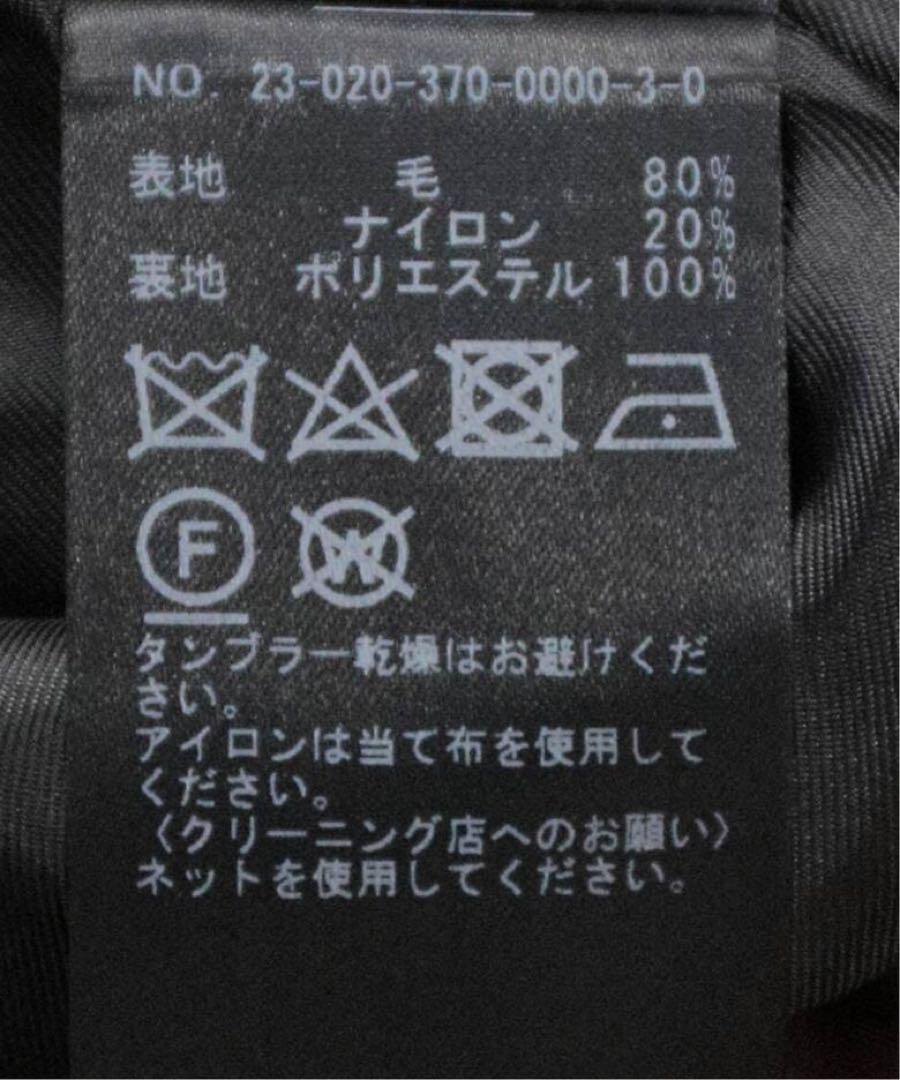 NO. 23-020-370-0000-3-0
表地 毛 80%
ナイロン 20%
裏地 ポリエステル 100%
F W
タンブラー乾燥はお避けくだ
さい。
アイロンは当て布を使用して
ください。
〈クリーニング店へのお願い〉
ネットを使用してください。